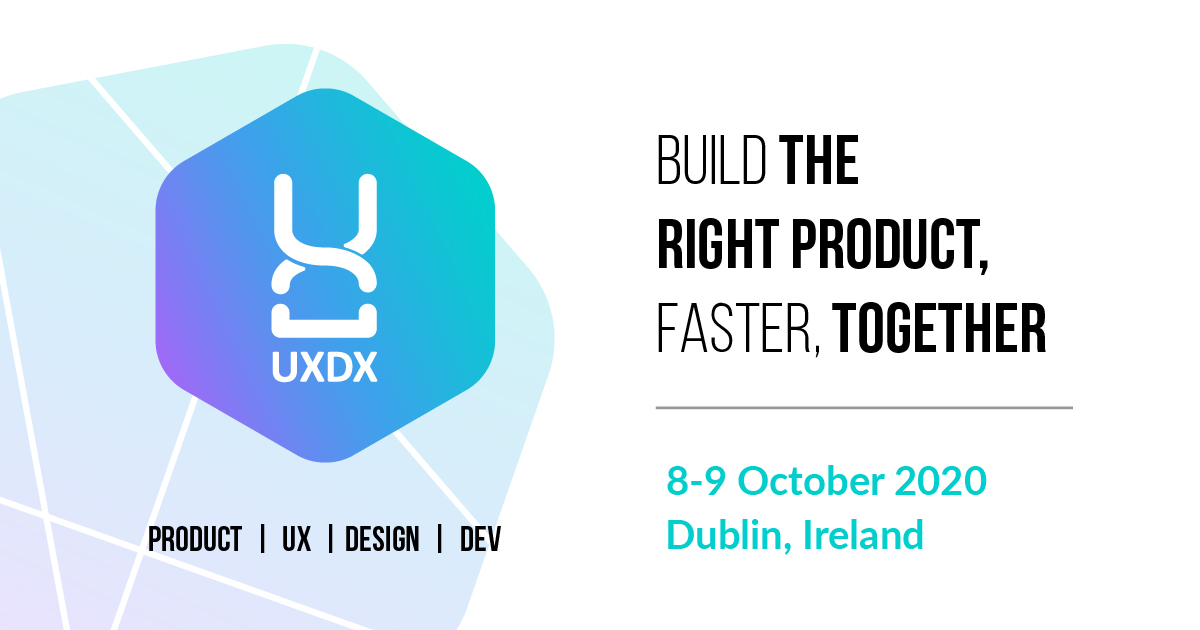 UXDX
PRODUCT | UX | DESIGN | DEV
BUILD THE
RIGHT PRODUCT,
FASTER, TOGETHER
8-9 October 2020
Dublin, Ireland